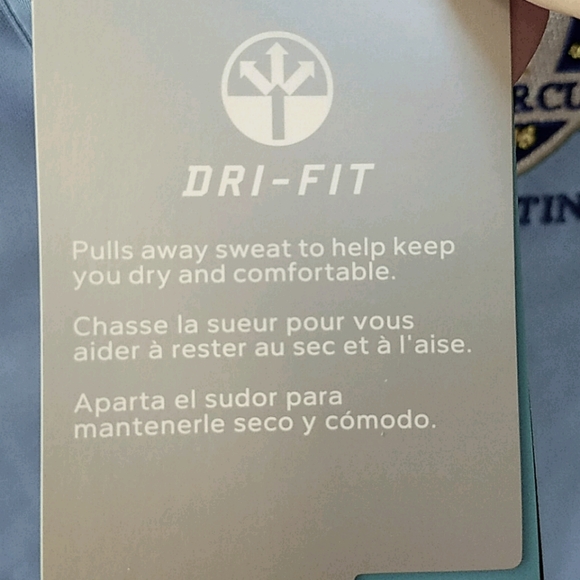 DRI-FIT
Pulls away sweat to help keep
you dry and comfortable.
Chasse la sueur pour vous
aider à rester au sec et à l'aise.
Aparta el sudor para
mantenerle seco y cómodo.